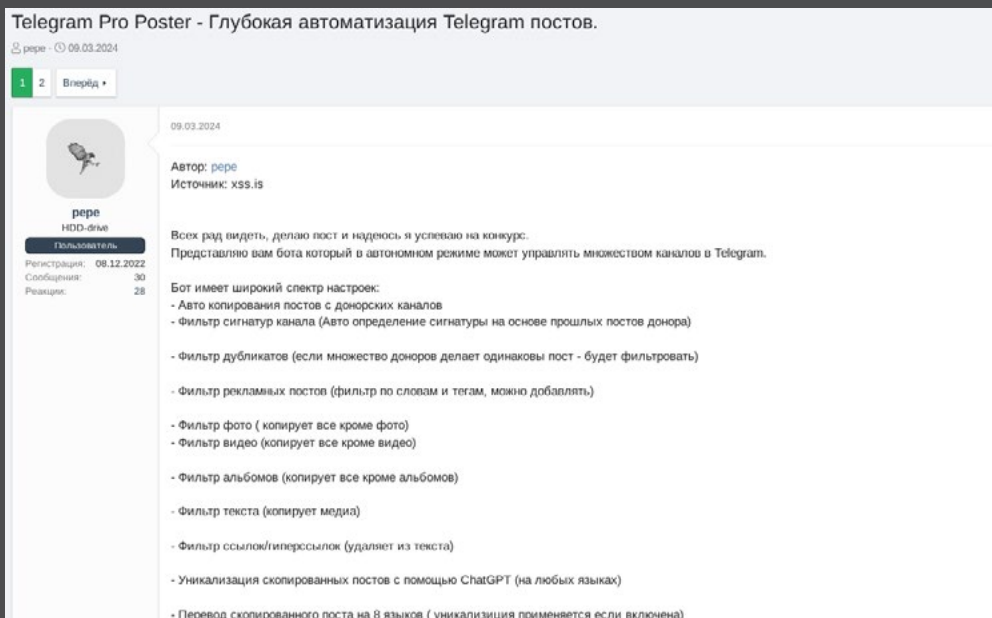 Telegram Pro Poster - Глубокая автоматизация Telegram постов.
pepe · 09.03.2024
1 2 Вперёд
09.03.2024
Автор: pepe
Источник: xss.is
pepe
HDD-drive
Пользователь
Регистрация: 08.12.2022
Сообщения: 30
Реакции: 28
Всех рад видеть, делаю пост и надеюсь я успеваю на конкурс.
Представляю вам бота который в автономном режиме может управлять множеством каналов в Telegram.
Бот имеет широкий спектр настроек:
- Авто копирования постов с донорских каналов
- Фильтр сигнатур канала (Авто определение сигнатуры на основе прошлых постов донора)
- Фильтр дубликатов (если множество доноров делает одинаковы пост - будет фильтровать)
- Фильтр рекламных постов (фильтр по словам и тегам, можно добавлять)
- Фильтр фото ( копирует все кроме фото)
- Фильтр видео (копирует все кроме видео)
- Фильтр альбомов (копирует все кроме альбомов)
- Фильтр текста (копирует медиа)
- Фильтр ссылок/гиперссылок (удаляет из текста)
- Уникализация скопированных постов с помощью ChatGPT (на любых языках)
- Перевод скопированного поста на 8 языков ( уникализиция применяется если включена)